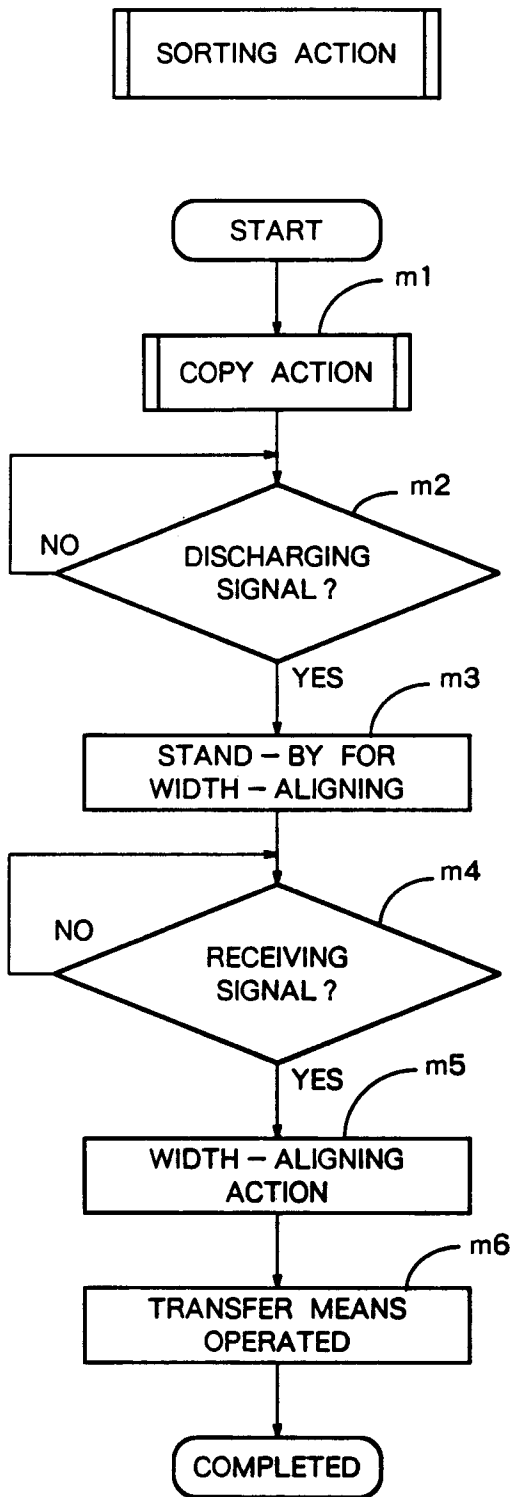 SORTING ACTION
START
m1
COPY ACTION
m2
NO
DISCHARGING
SIGNAL?
YES
m3
STAND-BY FOR
WIDTH-ALIGNING
m4
NO
RECEIVING
SIGNAL?
YES
m5
WIDTH-ALIGNING
ACTION
m6
TRANSFER MEANS
OPERATED
COMPLETED